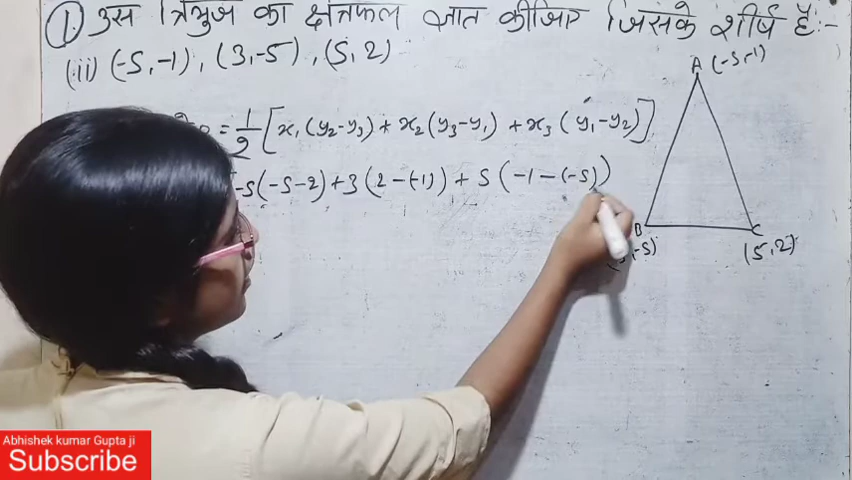 ① उस त्रिभुज का क्षेत्रफल ज्ञात कीजिए जिसके शीर्ष हैं:-
(ii) (-5,-1), (3,-5), (5,2)
A (-5,-1)
= 1/2 [x₁(y₂-y₃) + x₂(y₃-y₁) + x₃(y₁-y₂)]
-5(-5-2)+3(2-(-1))+5(-1-(-5))
B C
,-5) (5,2)
Abhishek kumar Gupta ji
Subscribe